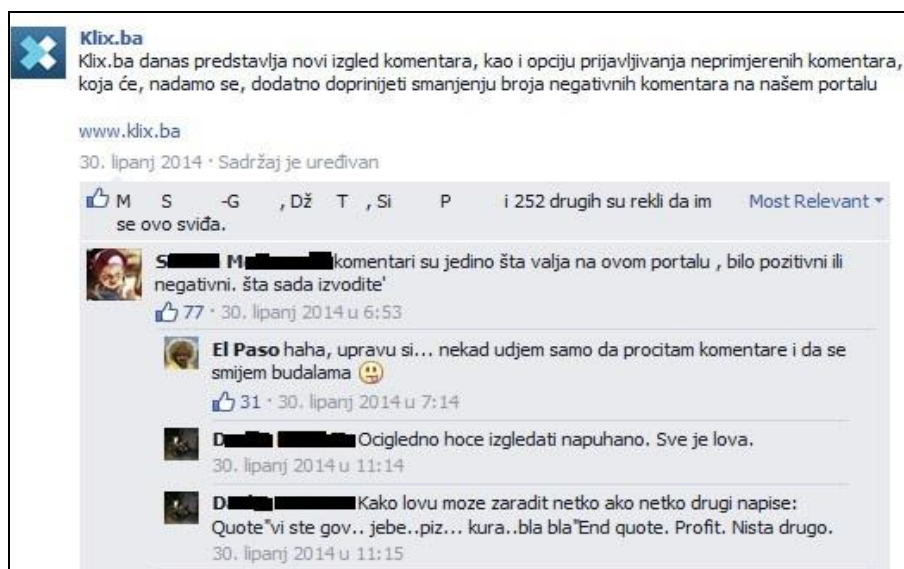 Klix.ba
Klix.ba danas predstavlja novi izgled komentara, kao i opciju prijavljivanja neprimjerenih komentara,
koja će, nadamo se, dodatno doprinijeti smanjenju broja negativnih komentara na našem portalu
www.klix.ba
30. lipanj 2014 · Sadržaj je uređivan
M S -G , Dž T , Si P i 252 drugih su rekli da im Most Relevant
se ovo sviđa.
S M komentari su jedino šta valja na ovom portalu , bilo pozitivni ili
negativni. šta sada izvodite'
77 · 30. lipanj 2014 u 6:53
El Paso haha, upravu si... nekad udjem samo da procitam komentare i da se
smijem budalama
31 · 30. lipanj 2014 u 7:14
D Ocigledno hoce izgledati napuhano. Sve je lova.
30. lipanj 2014 u 11:14
D Kako lovu moze zaradit netko ako netko drugi napise:
Quote"vi ste gov.. jebe..piz... kura..bla bla"End quote. Profit. Nista drugo.
30. lipanj 2014 u 11:15